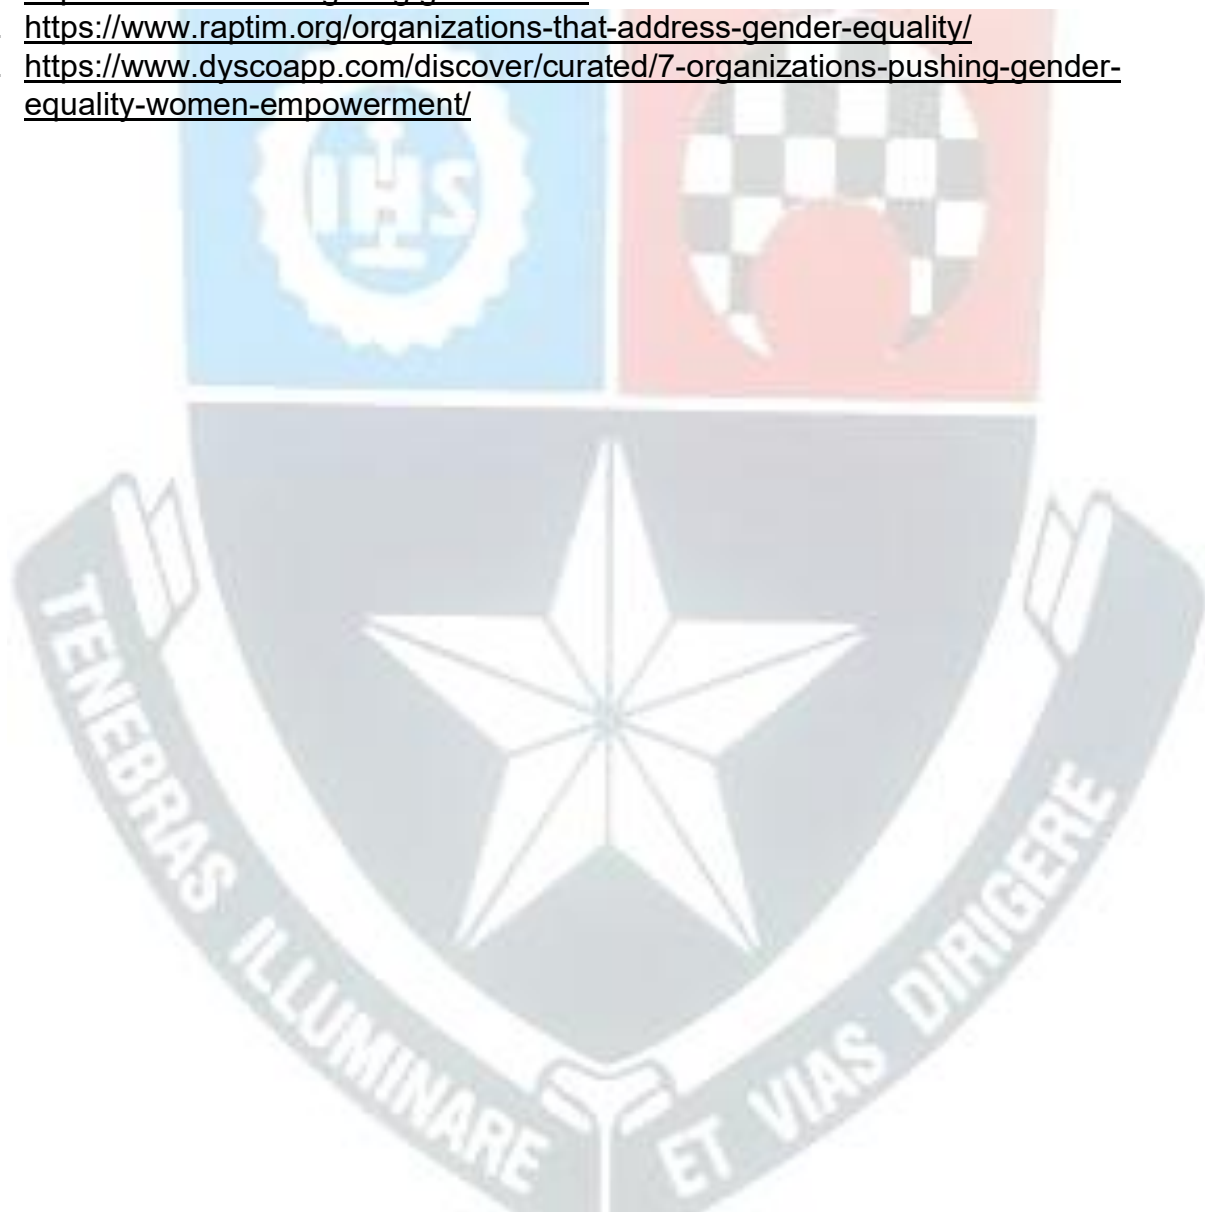 https://www.raptim.org/organizations-that-address-gender-equality/
https://www.dyscoapp.com/discover/curated/7-organizations-pushing-gender-
equality-women-empowerment/
IHS
TENEBRAS ILLUMINARE
ET VIAS DIRIGERE